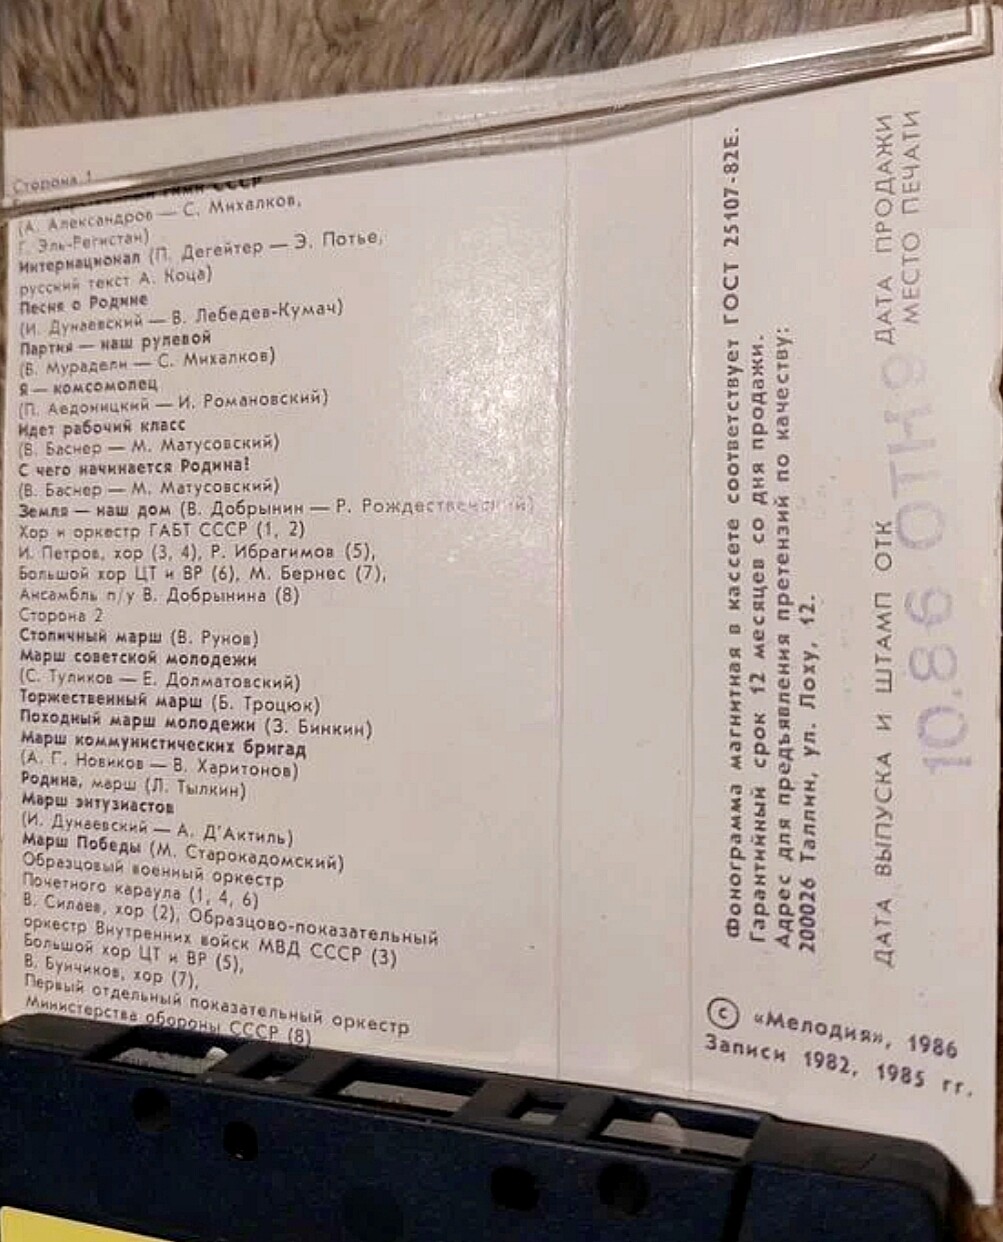 Сторона 1
гимн СССР
(А. Александров — С. Михалков,
Г. Эль-Регистан)
Интернационал (П. Дегейтер — Э. Потье,
русский текст А. Коца)
Песня о Родине
(И. Дунаевский — В. Лебедев-Кумач)
Партия — наш рулевой
(В. Мурадели — С. Михалков)
Я — комсомолец
(П. Аедоницкий — И. Романовский)
Идет рабочий класс
(В. Баснер — М. Матусовский)
С чего начинается Родина?
(В. Баснер — М. Матусовский)
Земля — наш дом (В. Добрынин — Р. Рождественский)
Хор и оркестр ГАБТ СССР (1, 2)
И. Петров, хор (3, 4), Р. Ибрагимов (5),
Большой хор ЦТ и ВР (6), М. Бернес (7),
Ансамбль п/у В. Добрынина (8)
Сторона 2
Столичный марш (В. Рунов)
Марш советской молодежи
(С. Туликов — Е. Долматовский)
Торжественный марш (Б. Троцюк)
Походный марш молодежи (З. Бинкин)
Марш коммунистических бригад
(А. Г. Новиков — В. Харитонов)
Родина, марш (Л. Тылкин)
Марш энтузиастов
(И. Дунаевский — А. Д'Актиль)
Марш Победы (М. Старокадомский)
Образцовый военный оркестр
Почетного караула (1, 4, 6)
В. Силаев, хор (2), Образцово-показательный
оркестр Внутренних войск МВД СССР (3)
Большой хор ЦТ и ВР (5),
В. Бунчиков, хор (7),
Первый отдельный показательный оркестр
Министерства обороны СССР (8)
Фонограмма магнитная в кассете соответствует ГОСТ 25107-82Е.
Гарантийный срок 12 месяцев со дня продажи.
Адрес для предъявления претензий по качеству:
200026 Таллин, ул. Лоху, 12.
ДАТА ВЫПУСКА И ШТАМП ОТК ДАТА ПРОДАЖИ
МЕСТО ПЕЧАТИ
10.86 ОТН 9
© «Мелодия», 1986
Записи 1982, 1985 гг.